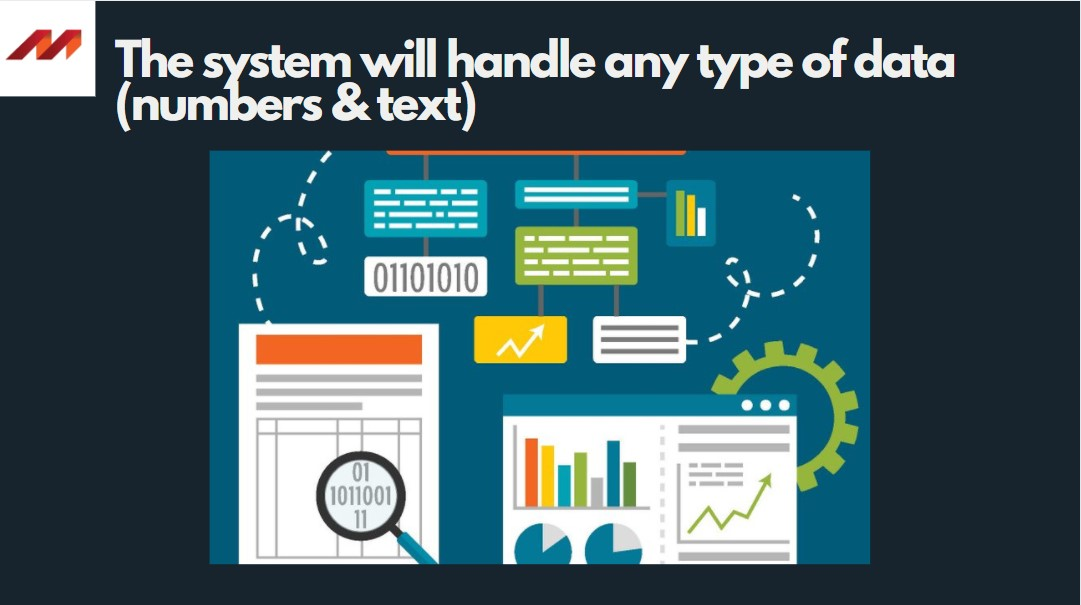 The system will handle any type of data
(numbers & text)
01101010
01
1011001
11